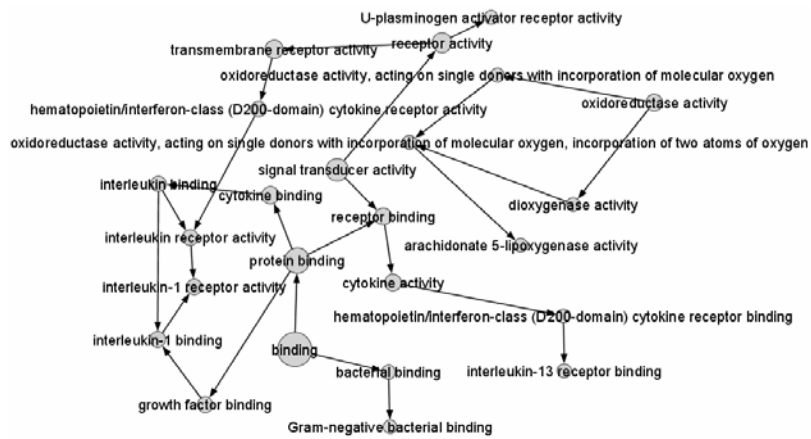 U-plasminogen activator receptor activity
transmembrane receptor activity
receptor activity
oxidoreductase activity, acting on single donors with incorporation of molecular oxygen
hematopoietin/interferon-class (D200-domain) cytokine receptor activity
oxidoreductase activity
oxidoreductase activity, acting on single donors with incorporation of molecular oxygen, incorporation of two atoms of oxygen
signal transducer activity
interleukin binding
cytokine binding
dioxygenase activity
receptor binding
interleukin receptor activity
arachidonate 5-lipoxygenase activity
protein binding
interleukin-1 receptor activity
cytokine activity
hematopoietin/interferon-class (D200-domain) cytokine receptor binding
interleukin-1 binding
binding
bacterial binding
interleukin-13 receptor binding
growth factor binding
Gram-negative bacterial binding